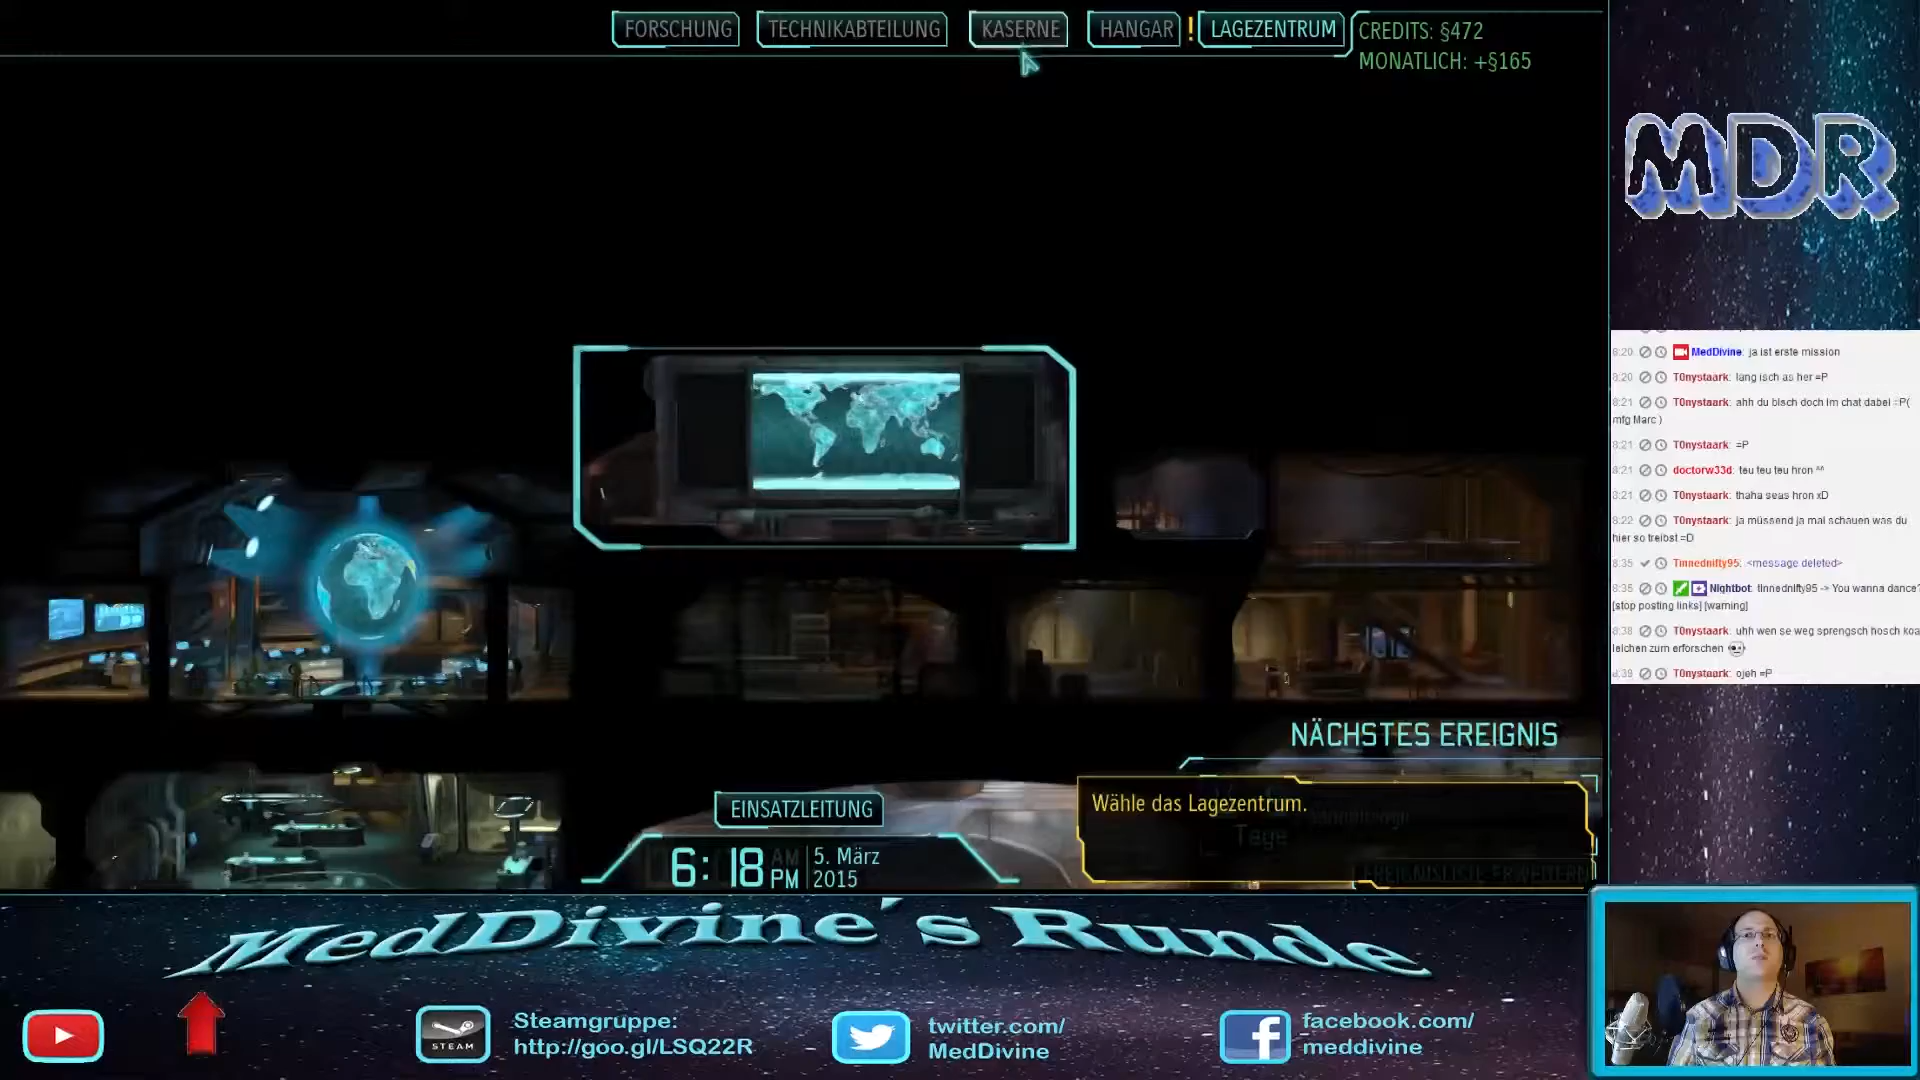 FORSCHUNG
TECHNIKABTEILUNG
KASERNE
HANGAR
!
LAGEZENTRUM
CREDITS: §472
MONATLICH: +§165
MDR
8:20 MedDivine: ja ist erste mission
8:20 T0nystaark: lang isch as her =P
8:21 T0nystaark: ahh du bisch doch im chat dabei =P(
mfg Marc )
8:21 T0nystaark: =P
8:21 doctorw33d: teu teu teu hron ^^
8:21 T0nystaark: thaha seas hron xD
8:22 T0nystaark: ja müssend ja mal schauen was du
hier so treibst =D
8:35 Tinnednifty95: <message deleted>
8:35 Nightbot: tinnednifty95 -> You wanna dance?
[stop posting links] [warning]
8:38 T0nystaark: uhh wen se weg sprengsch hosch koa
leichen zum erforschen
8:39 T0nystaark: ojeh =P
NÄCHSTES EREIGNIS
Wähle das Lagezentrum.
Tage
EREIGNISLISTE ERWEITERN
EINSATZLEITUNG
6:18 AM PM
5. März
2015
MedDivine´s Runde
STEAM
Steamgruppe:
http://goo.gl/LSQ22R
twitter.com/
MedDivine
facebook.com/
meddivine